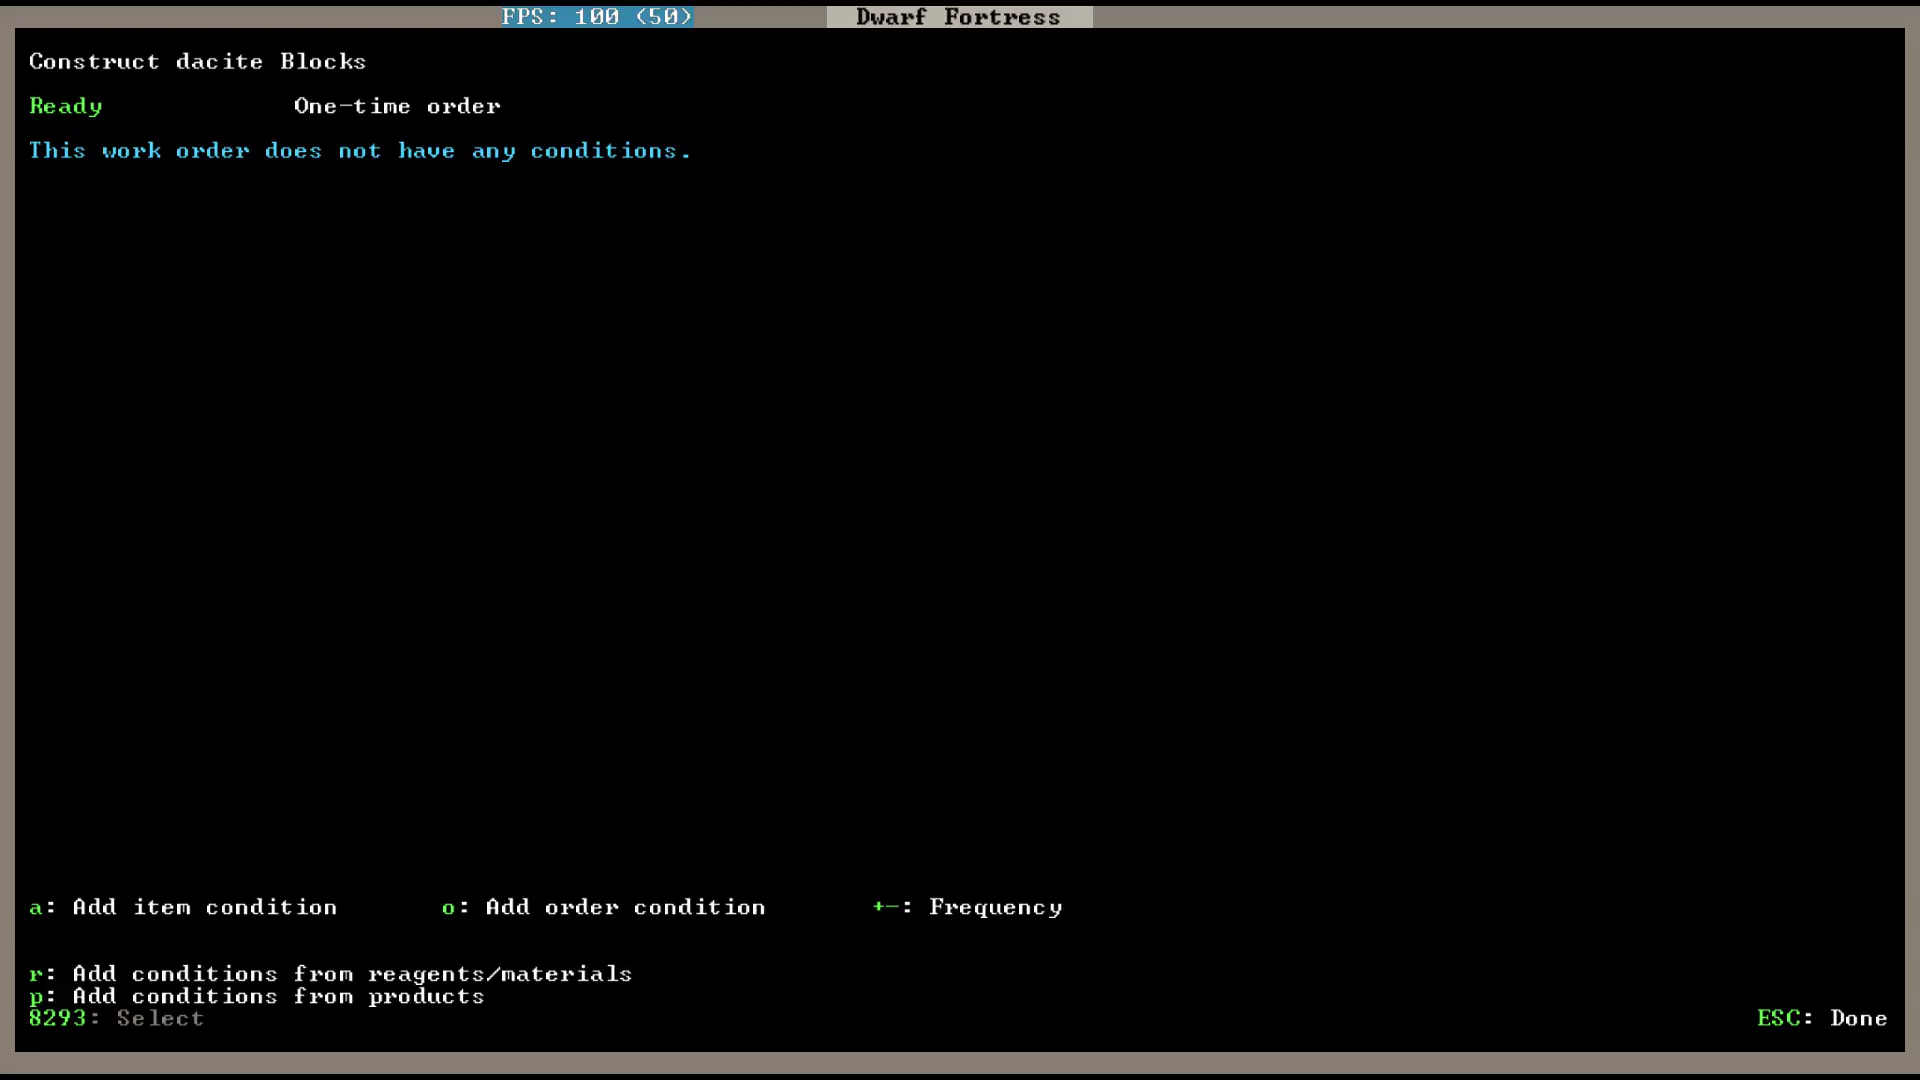 FPS: 100 (50) Dwarf Fortress
Construct dacite Blocks
Ready One-time order
This work order does not have any conditions.
a: Add item condition o: Add order condition +-: Frequency
r: Add conditions from reagents/materials
p: Add conditions from products
8293: Select ESC: Done